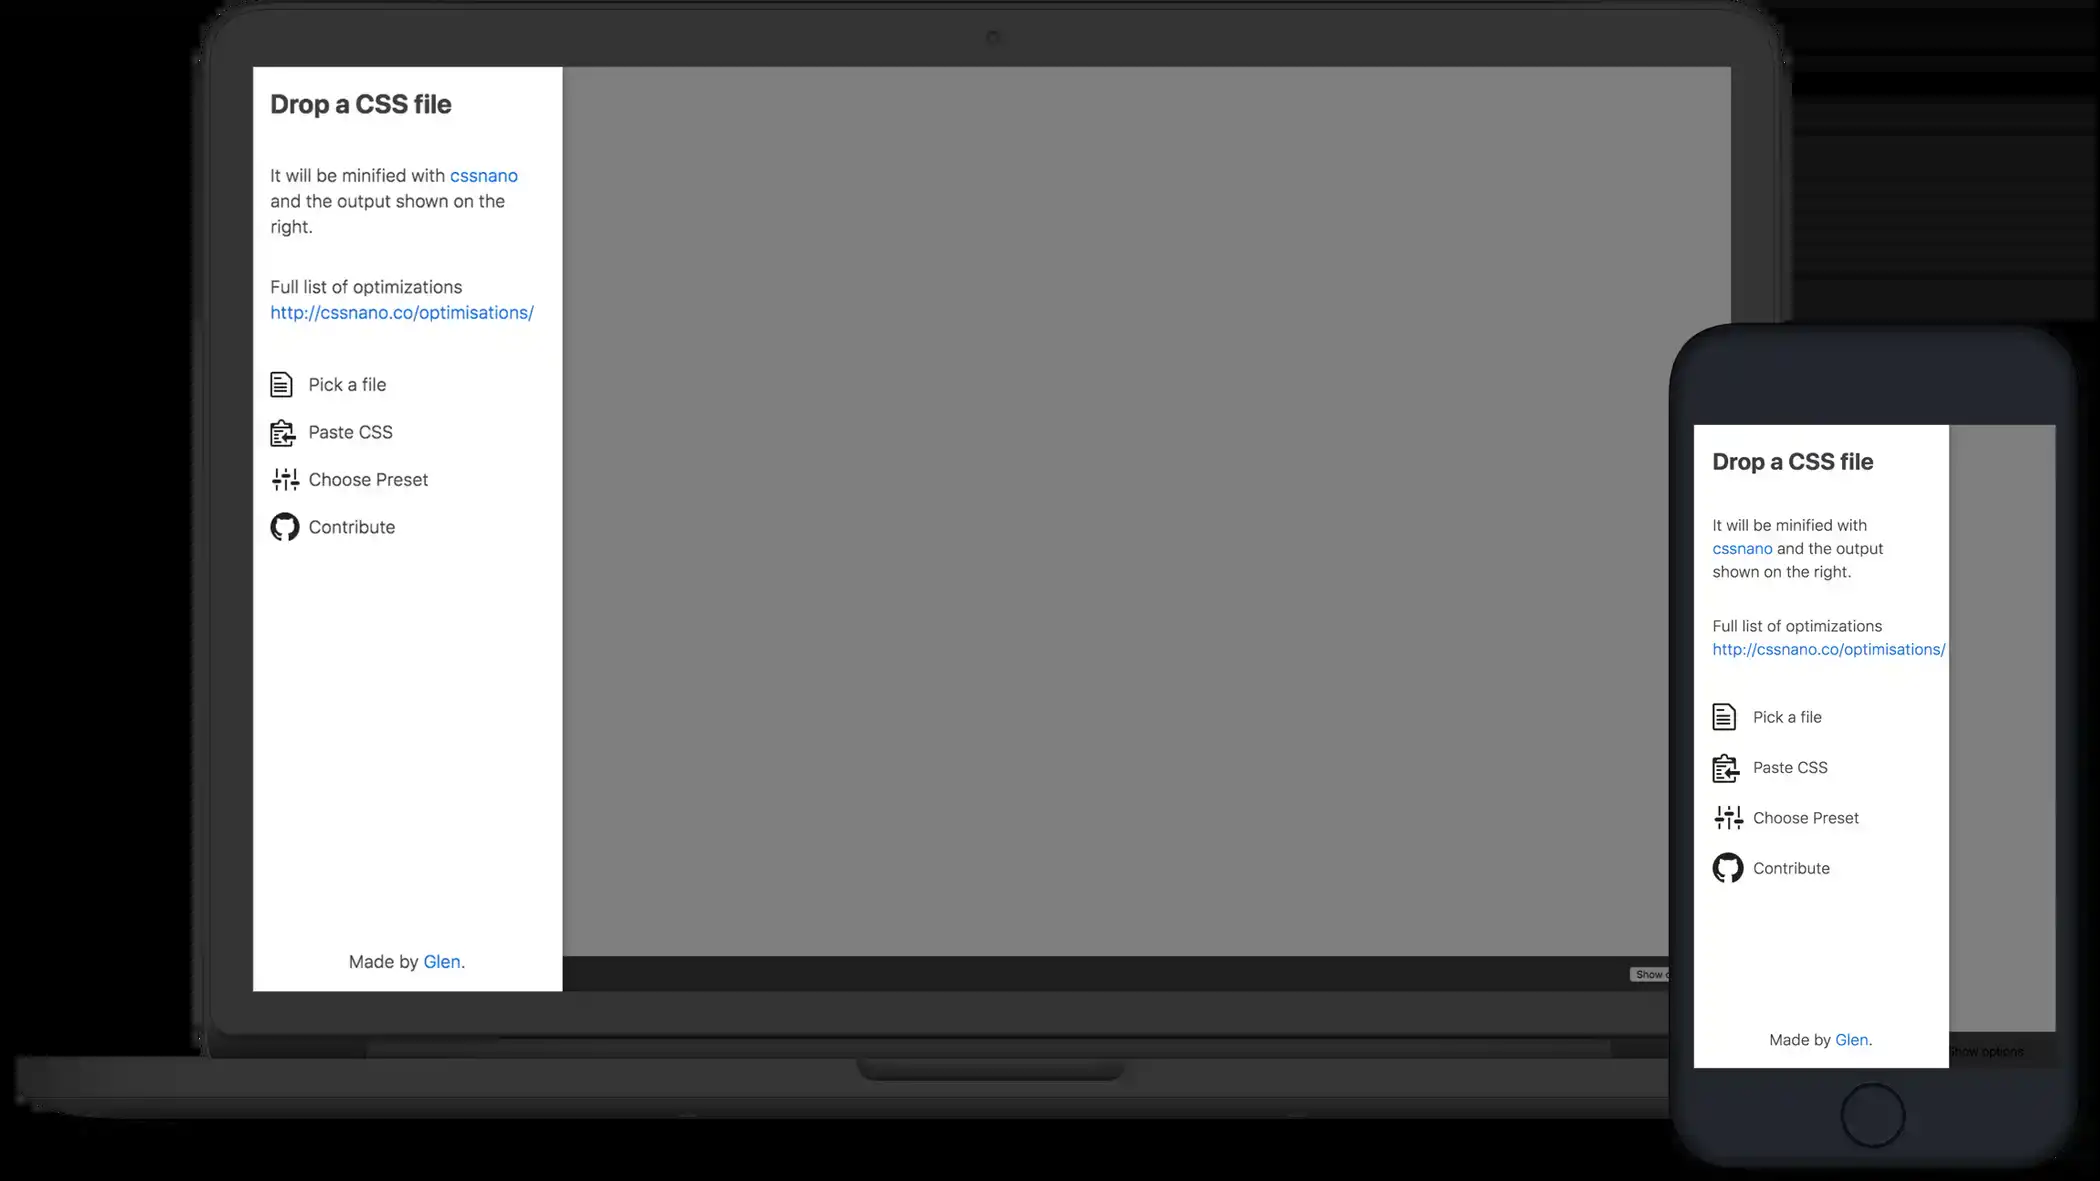 Drop a CSS file
It will be minified with cssnano
and the output shown on the
right.
Full list of optimizations
http://cssnano.co/optimisations/
Pick a file
Paste CSS
Choose Preset
Contribute
Made by Glen.
Show
Drop a CSS file
It will be minified with
cssnano and the output
shown on the right.
Full list of optimizations
http://cssnano.co/optimisations/
Pick a file
Paste CSS
Choose Preset
Contribute
Made by Glen.
Show options